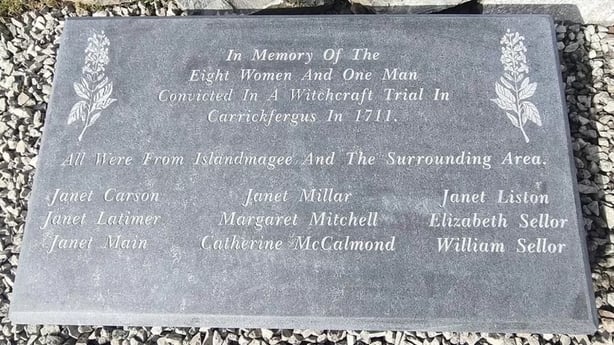 In Memory Of The
Eight Women And One Man
Convicted In A Witchcraft Trial In
Carrickfergus In 1711.
All Were From Islandmagee And The Surrounding Area.
Janet Carson Janet Millar Janet Liston
Janet Latimer Margaret Mitchell Elizabeth Sellor
Janet Main Catherine McCalmond William Sellor